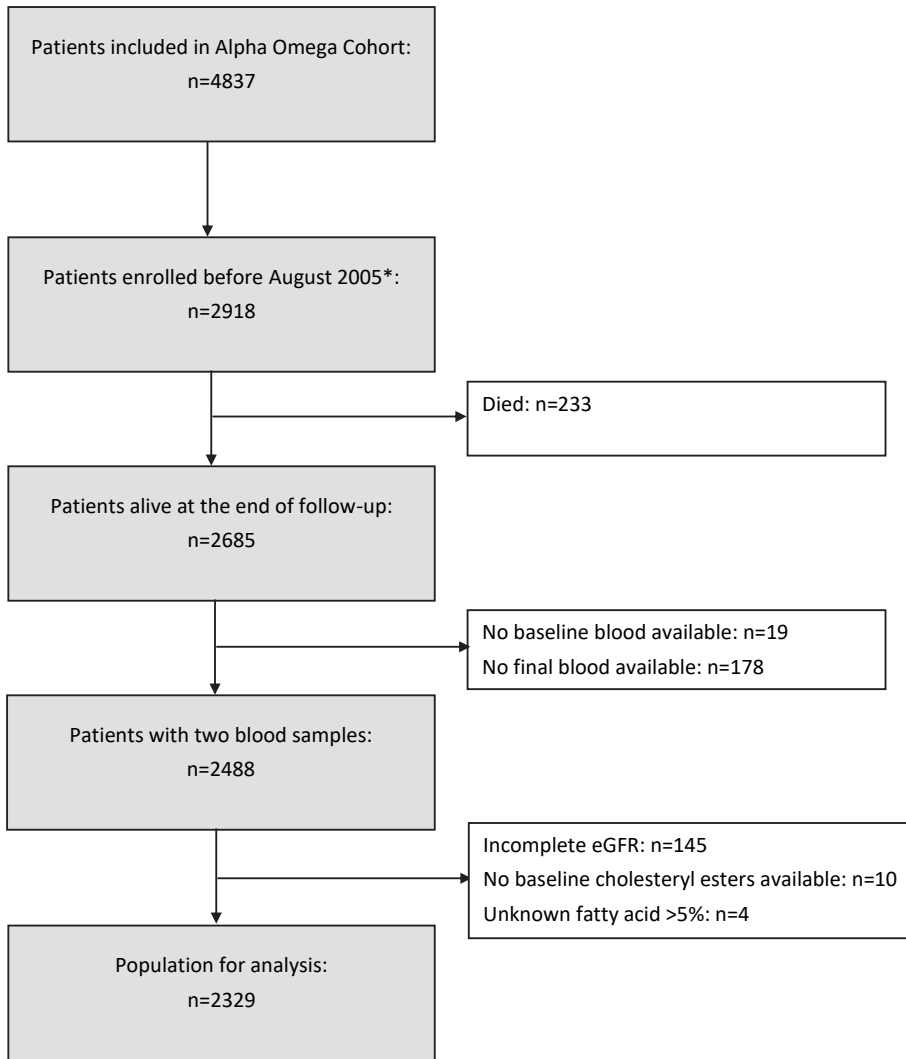 Patients included in Alpha Omega Cohort:
n=4837
Patients enrolled before August 2005*:
n=2918
Died: n=233
Patients alive at the end of follow-up:
n=2685
No baseline blood available: n=19
No final blood available: n=178
Patients with two blood samples:
n=2488
Incomplete eGFR: n=145
No baseline cholesteryl esters available: n=10
Unknown fatty acid >5%: n=4
Population for analysis:
n=2329